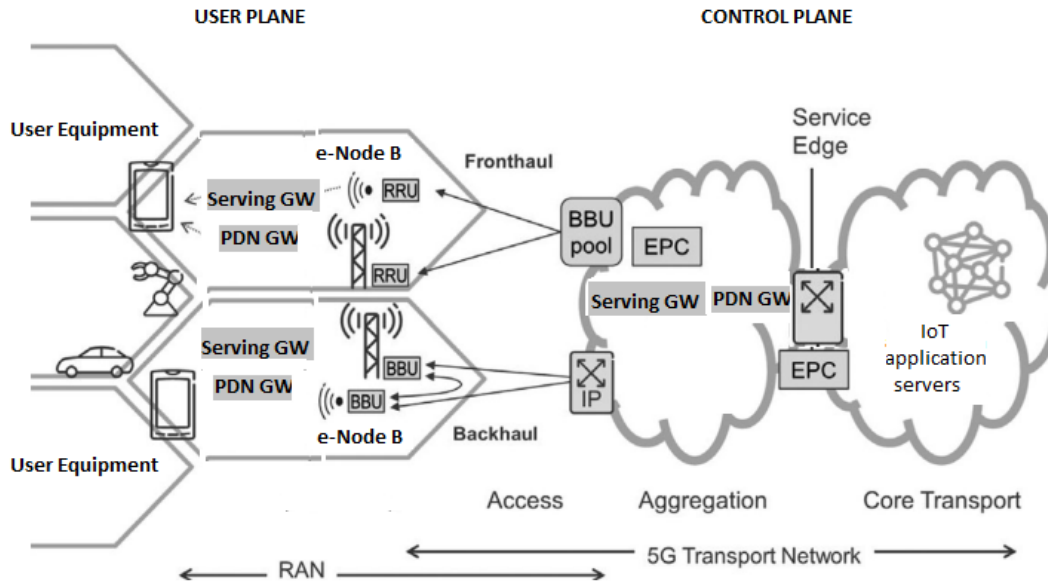 USER PLANE
CONTROL PLANE
User Equipment
e-Node B
Fronthaul
Service
Edge
Serving GW
RRU
PDN GW
BBU
pool
EPC
RRU
Serving GW
PDN GW
Serving GW
BBU
PDN GW
BBU
IP
EPC
IoT
application
servers
e-Node B
Backhaul
User Equipment
Access
Aggregation
Core Transport
5G Transport Network
RAN